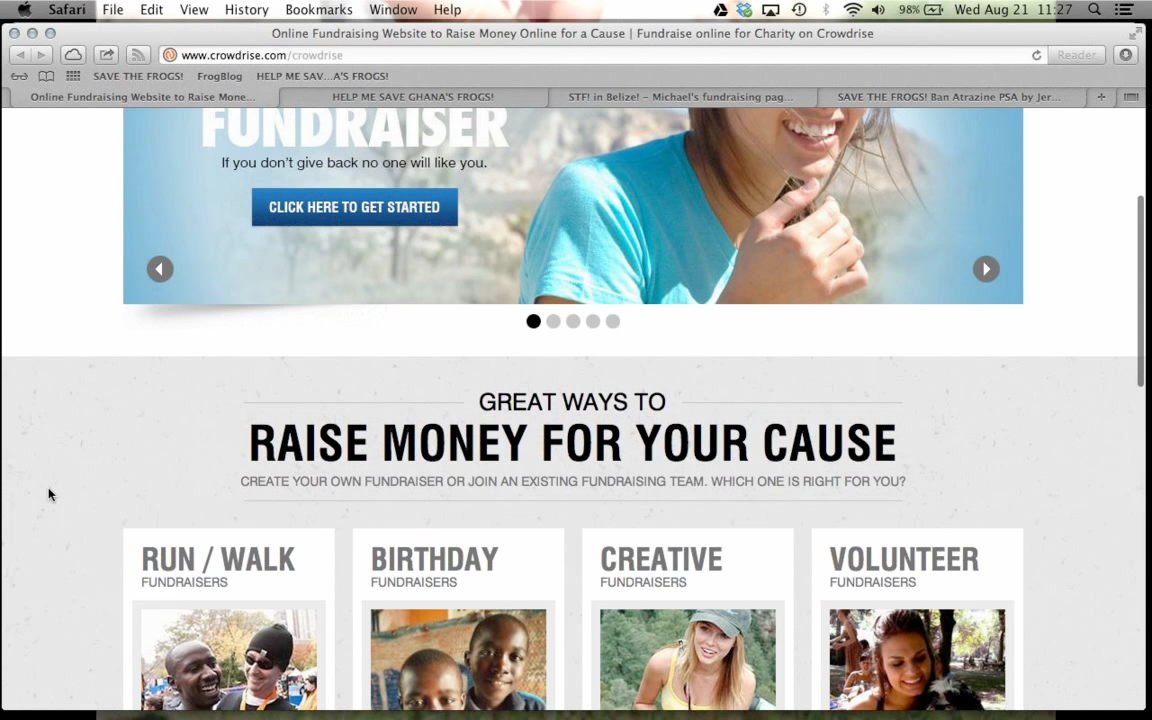 Safari File Edit View History Bookmarks Window Help 98% Wed Aug 21 11:27
Online Fundraising Website to Raise Money Online for a Cause | Fundraise online for Charity on Crowdrise
www.crowdrise.com/crowdrise Reader
SAVE THE FROGS! FrogBlog HELP ME SAV...A'S FROGS!
Online Fundraising Website to Raise Mone... HELP ME SAVE GHANA'S FROGS! STF! in Belize! – Michael's fundraising pag... SAVE THE FROGS! Ban Atrazine PSA by Jer...
FUNDRAISER
If you don't give back no one will like you.
CLICK HERE TO GET STARTED
GREAT WAYS TO
RAISE MONEY FOR YOUR CAUSE
CREATE YOUR OWN FUNDRAISER OR JOIN AN EXISTING FUNDRAISING TEAM. WHICH ONE IS RIGHT FOR YOU?
RUN / WALK BIRTHDAY CREATIVE VOLUNTEER
FUNDRAISERS FUNDRAISERS FUNDRAISERS FUNDRAISERS